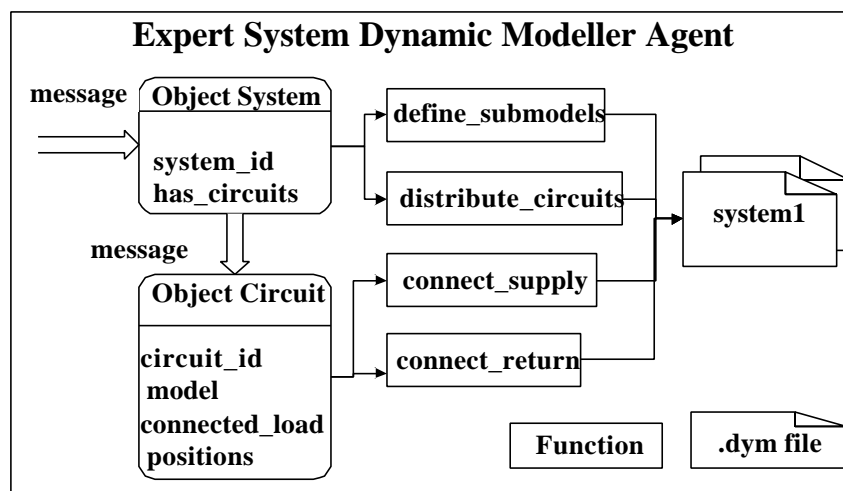 Expert System Dynamic Modeller Agent
message
Object System
system_id
has_circuits
define_submodels
distribute_circuits
system1
message
Object Circuit
circuit_id
model
connected_load
positions
connect_supply
connect_return
Function
.dym file